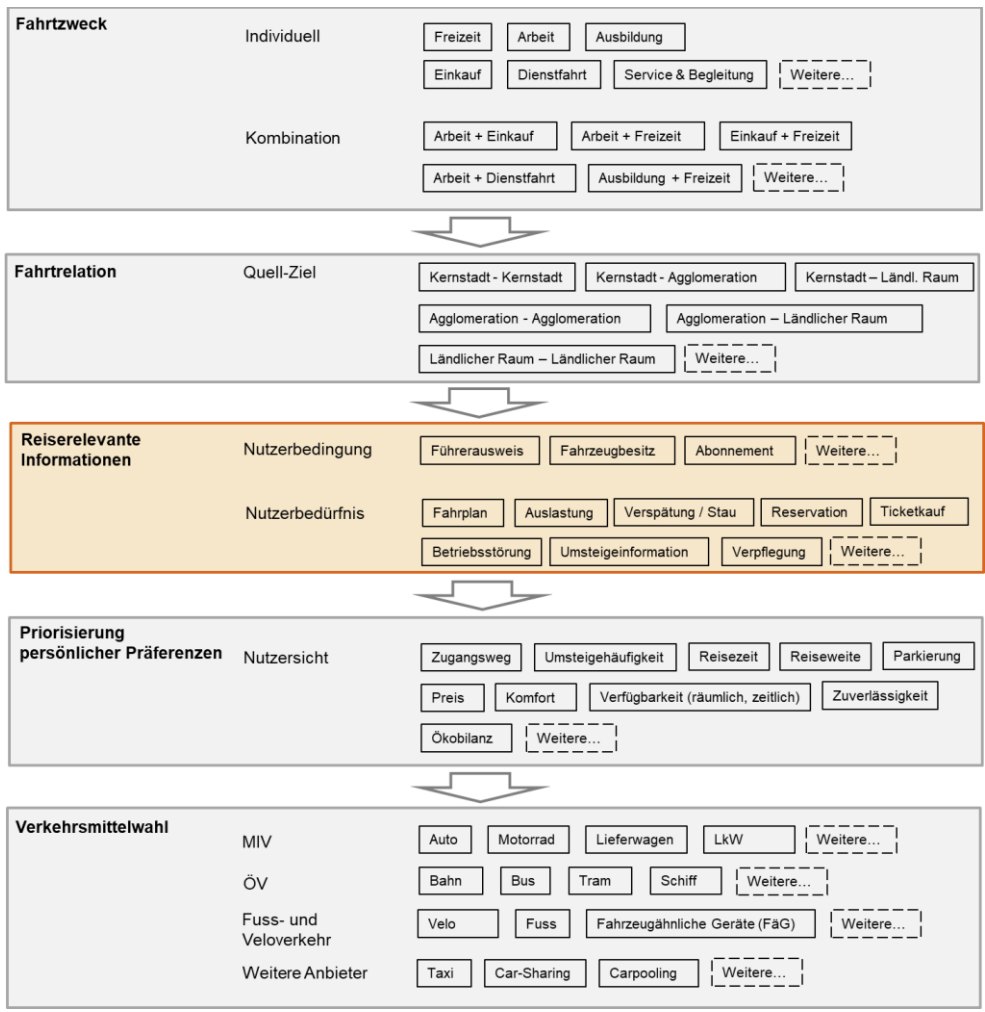 Fahrtzweck
Individuell
Freizeit Arbeit Ausbildung
Einkauf Dienstfahrt Service & Begleitung Weitere…
Kombination
Arbeit + Einkauf Arbeit + Freizeit Einkauf + Freizeit
Arbeit + Dienstfahrt Ausbildung + Freizeit Weitere…
Fahrtrelation
Quell-Ziel
Kernstadt - Kernstadt Kernstadt - Agglomeration Kernstadt – Ländl. Raum
Agglomeration - Agglomeration Agglomeration – Ländlicher Raum
Ländlicher Raum – Ländlicher Raum Weitere…
Reiserelevante
Informationen
Nutzerbedingung
Führerausweis Fahrzeugbesitz Abonnement Weitere…
Nutzerbedürfnis
Fahrplan Auslastung Verspätung / Stau Reservation Ticketkauf
Betriebsstörung Umsteigeinformation Verpflegung Weitere…
Priorisierung
persönlicher Präferenzen
Nutzersicht
Zugangsweg Umsteigehäufigkeit Reisezeit Reiseweite Parkierung
Preis Komfort Verfügbarkeit (räumlich, zeitlich) Zuverlässigkeit
Ökobilanz Weitere…
Verkehrsmittelwahl
MIV
Auto Motorrad Lieferwagen LkW Weitere…
ÖV
Bahn Bus Tram Schiff Weitere…
Fuss- und
Veloverkehr
Velo Fuss Fahrzeugähnliche Geräte (FäG) Weitere…
Weitere Anbieter
Taxi Car-Sharing Carpooling Weitere…